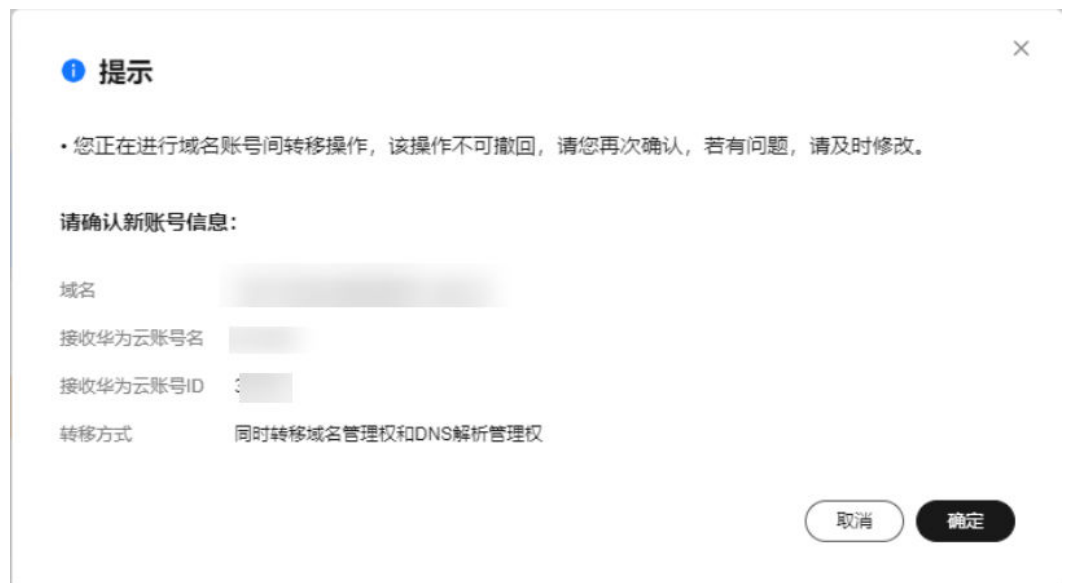 提示
• 您正在进行域名账号间转移操作，该操作不可撤回，请您再次确认，若有问题，请及时修改。
请确认新账号信息：
域名
接收华为云账号名
接收华为云账号ID
转移方式 同时转移域名管理权和DNS解析管理权
取消 确定